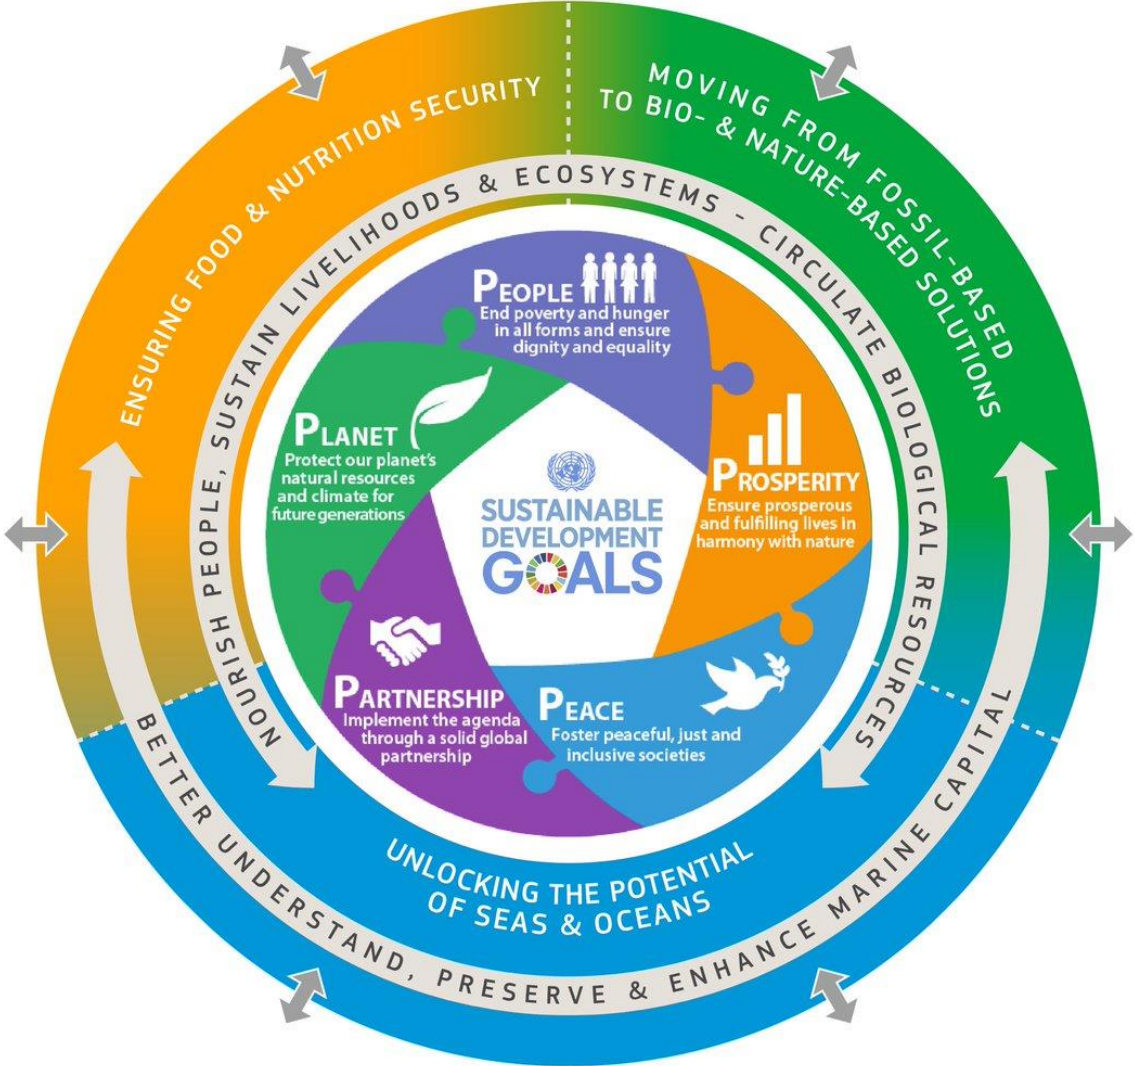 ENSURING FOOD & NUTRITION SECURITY
MOVING FROM FOSSIL-BASED
TO BIO- & NATURE-BASED SOLUTIONS
NOURISH PEOPLE, SUSTAIN LIVELIHOODS & ECOSYSTEMS - CIRCULATE BIOLOGICAL RESOURCES
PEOPLE
End poverty and hunger
in all forms and ensure
dignity and equality
PLANET
Protect our planet's
natural resources
and climate for
future generations
PROSPERITY
Ensure prosperous
and fulfilling lives in
harmony with nature
SUSTAINABLE
DEVELOPMENT
GOALS
PARTNERSHIP
Implement the agenda
through a solid global
partnership
PEACE
Foster peaceful, just and
inclusive societies
UNLOCKING THE POTENTIAL
OF SEAS & OCEANS
BETTER UNDERSTAND, PRESERVE & ENHANCE MARINE CAPITAL